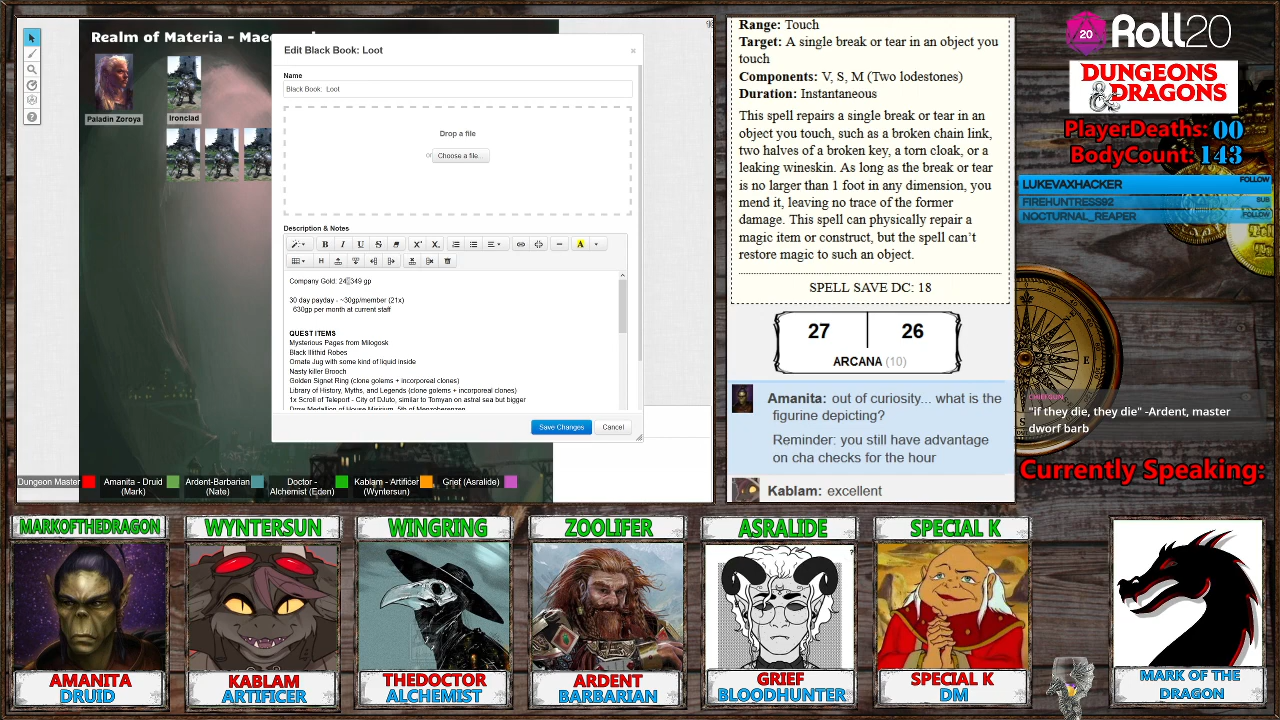 Realm of Materia - Mae
Paladin Zoroya
Ironclad
Edit Black Book: Loot
×
Name
Black Book: Loot
Drop a file
or Choose a file...
Description & Notes
Company Gold: 24,349 gp
30 day payday - ~30gp/member (21x)
630gp per month at current staff
QUEST ITEMS
Mysterious Pages from Milogosk
Black Illithid Robes
Ornate Jug with some kind of liquid inside
Nasty killer Brooch
Golden Signet Ring (clone golems + incorporeal clones)
Library of History, Myths, and Legends (clone golems + incorporeal clones)
1x Scroll of Teleport - City of DJuto, similar to Tomyan on astral sea but bigger
Save Changes
Cancel
Dungeon Master
Amanita - Druid
(Mark)
Ardent-Barbarian
(Nate)
Doctor -
Alchemist (Eden)
Kablam - Artificer
(Wyntersun)
Grief (Asralide)
Range: Touch
Target: A single break or tear in an object you
touch
Components: V, S, M (Two lodestones)
Duration: Instantaneous
This spell repairs a single break or tear in an
object you touch, such as a broken chain link,
two halves of a broken key, a torn cloak, or a
leaking wineskin. As long as the break or tear
is no larger than 1 foot in any dimension, you
mend it, leaving no trace of the former
damage. This spell can physically repair a
magic item or construct, but the spell can't
restore magic to such an object.
SPELL SAVE DC: 18
27 26
ARCANA (10)
Amanita: out of curiosity... what is the
figurine depicting?
Reminder: you still have advantage
on cha checks for the hour
Kablam: excellent
20 Roll20
DUNGEONS
& DRAGONS
PlayerDeaths: 00
BodyCount: 143
LUKEVAXHACKER FOLLOW
FIREHUNTRESS92 SUB
NOCTURNAL_REAPER FOLLOW
"if they die, they die" -Ardent, master
dworf barb
Currently Speaking:
MARKOFTHEDRAGON
WYNTERSUN
WINGRING
ZOOLIFER
ASRALIDE
SPECIAL K
AMANITA
DRUID
KABLAM
ARTIFICER
THEDOCTOR
ALCHEMIST
ARDENT
BARBARIAN
GRIEF
BLOODHUNTER
SPECIAL K
DM
MARK OF THE
DRAGON